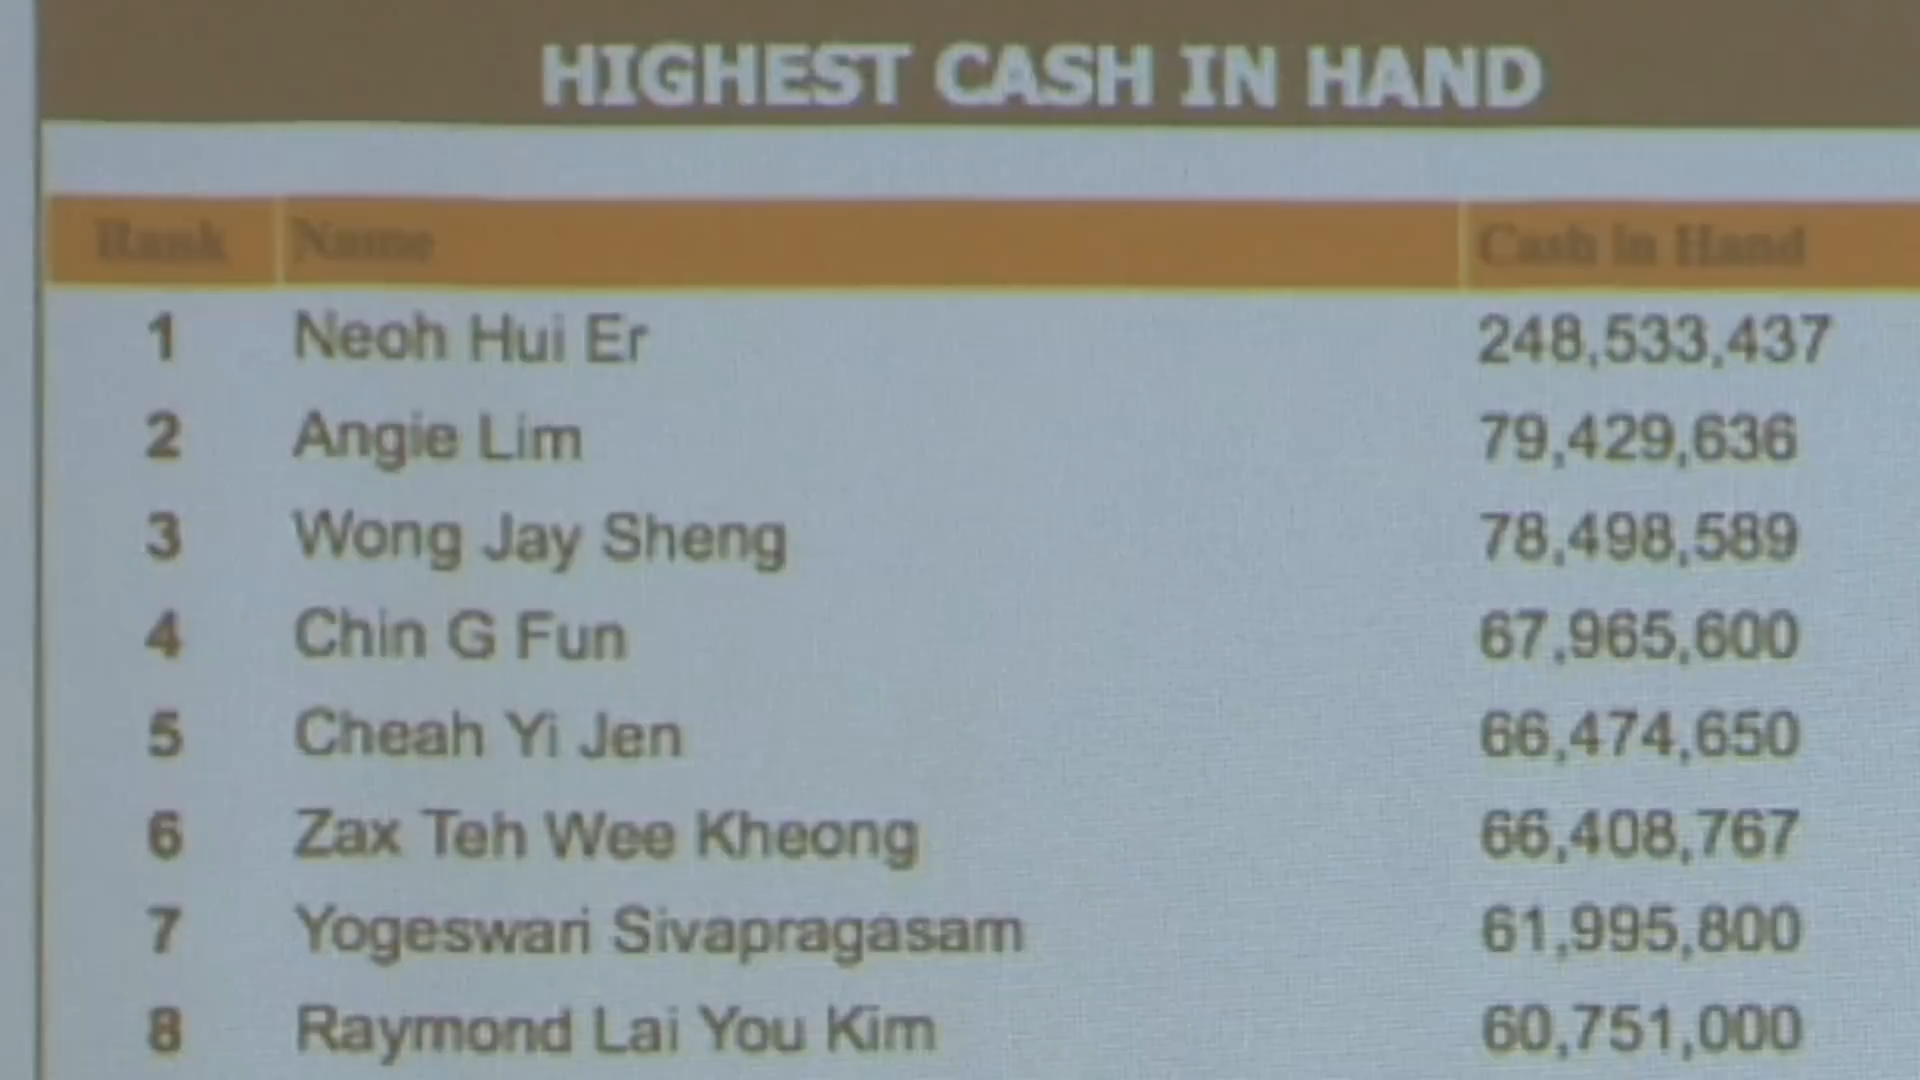 HIGHEST CASH IN HAND
Rank Name Cash in Hand
1 Neoh Hui Er 248,533,437
2 Angie Lim 79,429,636
3 Wong Jay Sheng 78,498,589
4 Chin G Fun 67,965,600
5 Cheah Yi Jen 66,474,650
6 Zax Teh Wee Kheong 66,408,767
7 Yogeswari Sivapragasam 61,995,800
8 Raymond Lai You Kim 60,751,000